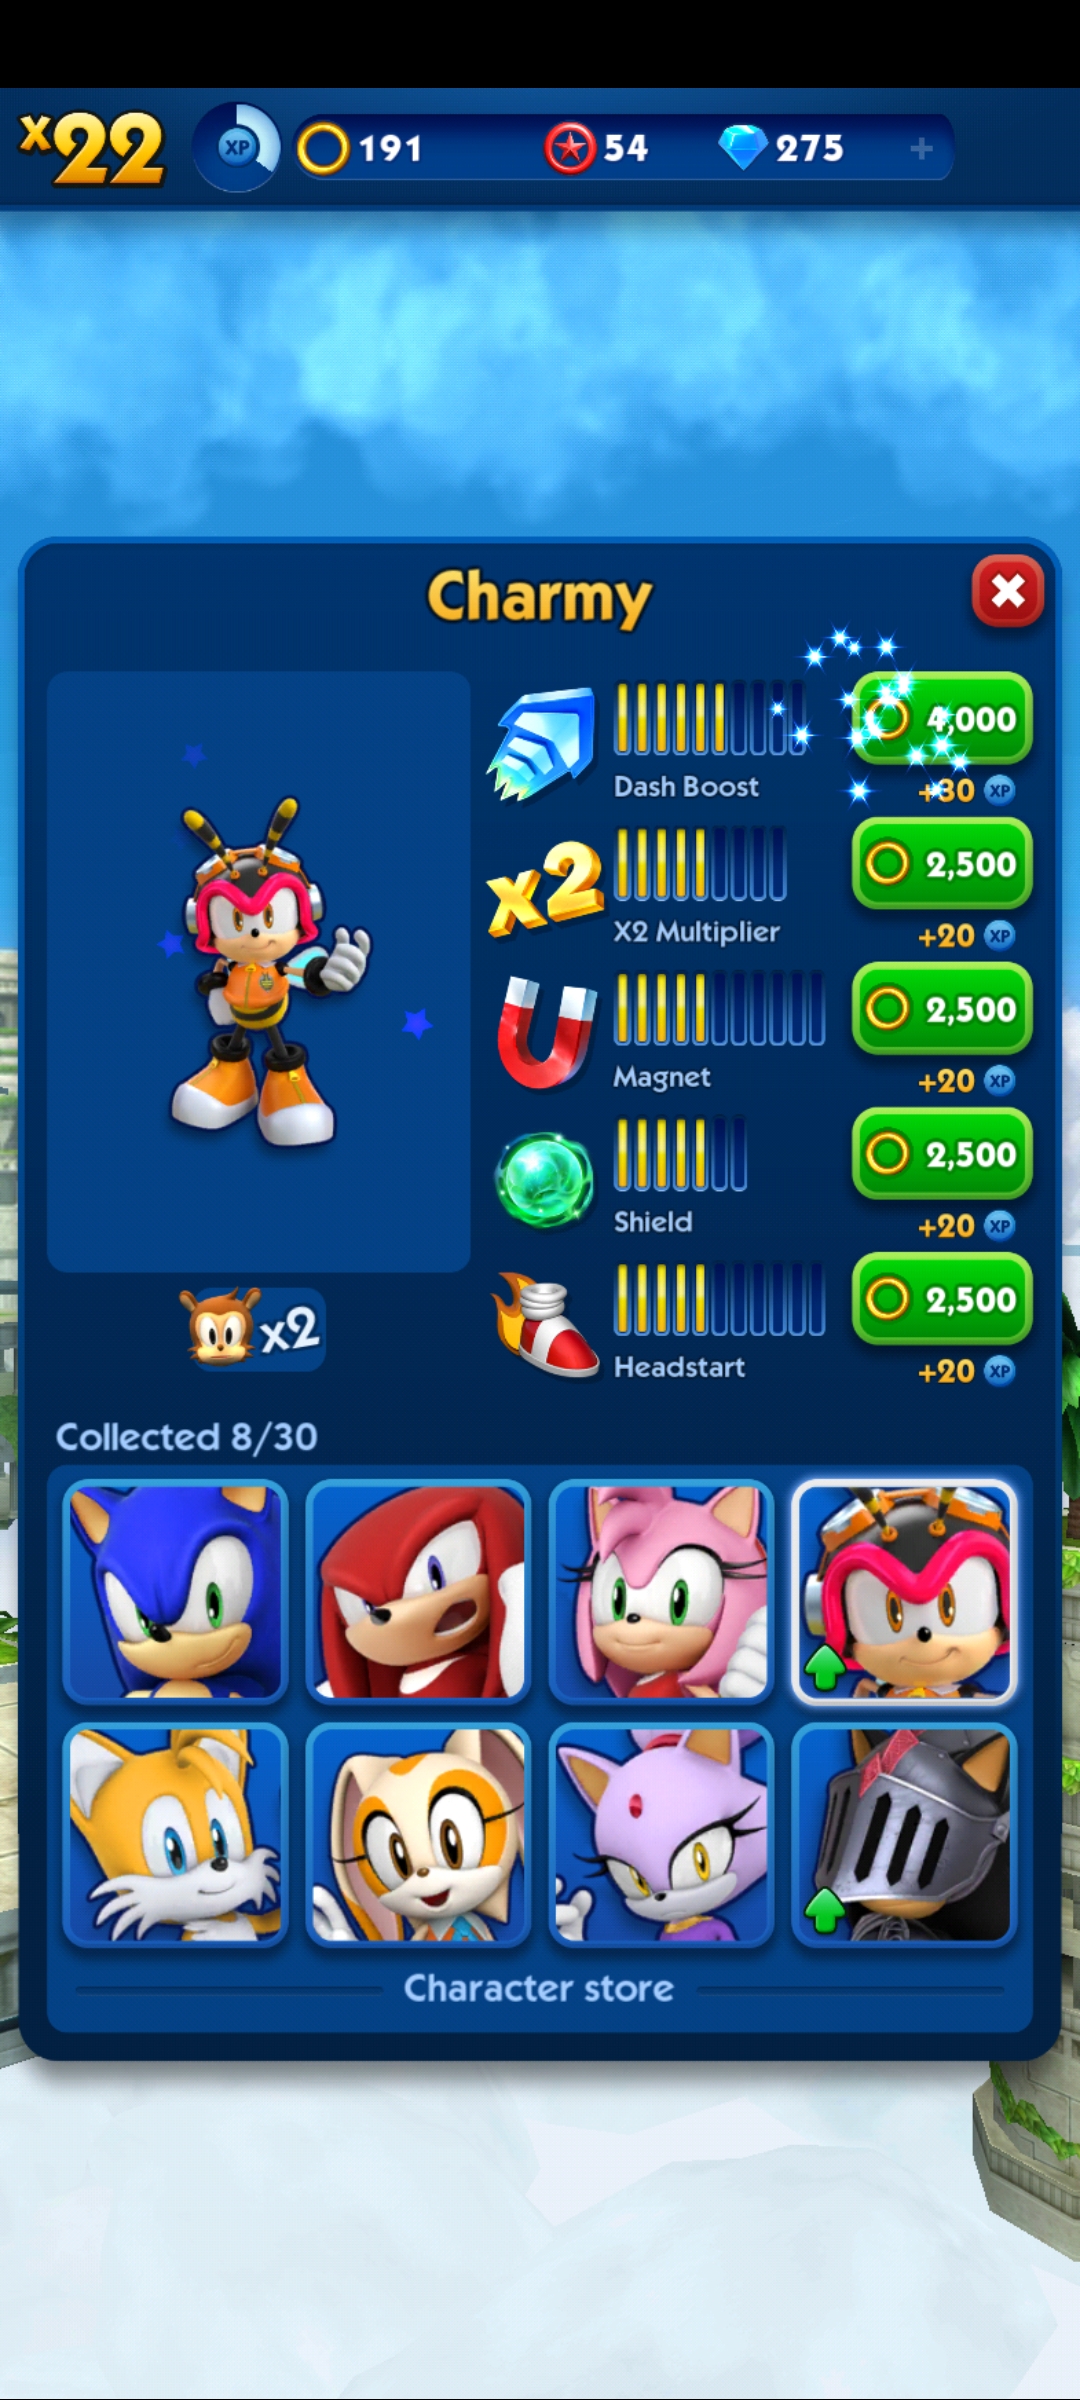 x22 XP 191 54 275 +
Charmy
4,000
Dash Boost +30 XP
x2 2,500
X2 Multiplier +20 XP
2,500
Magnet +20 XP
2,500
Shield +20 XP
x2 2,500
Headstart +20 XP
Collected 8/30
Character store